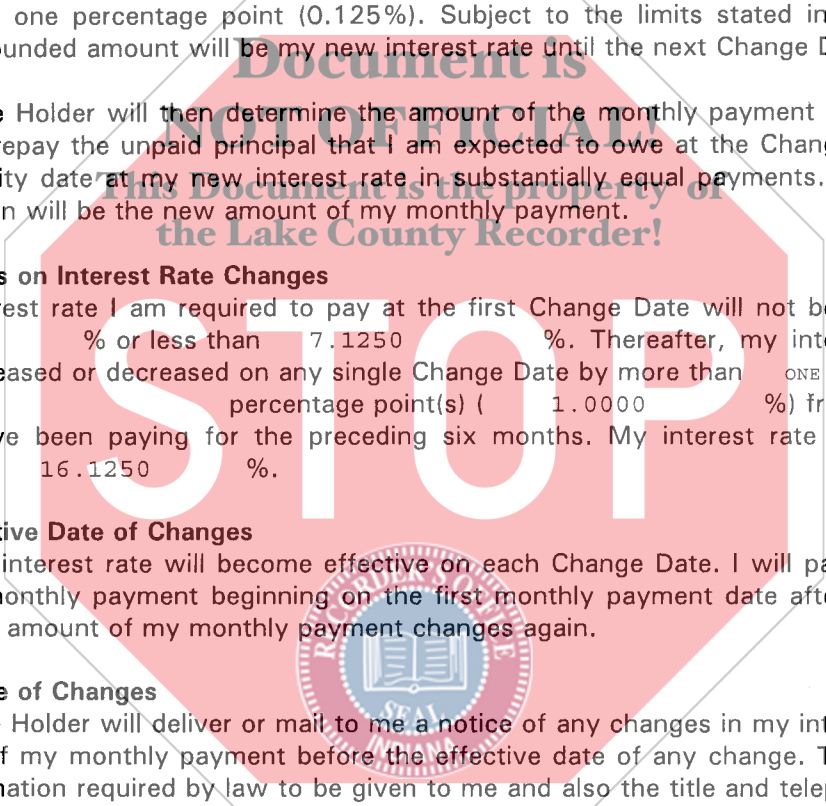 one percentage point (0.125%). Subject to the limits stated in
ounded amount will be my new interest rate until the next Change D
Document is
Holder will then determine the amount of the monthly payment
NOT OFFICIAL!
repay the unpaid principal that I am expected to owe at the Chang
ity date at my new interest rate in substantially equal payments.
This Document is the property of
n will be the new amount of my monthly payment.
the Lake County Recorder!
s on Interest Rate Changes
rest rate I am required to pay at the first Change Date will not b
% or less than 7.1250 %. Thereafter, my int
eased or decreased on any single Change Date by more than ONE
percentage point(s) ( 1.0000 %) fr
ve been paying for the preceding six months. My interest rate
16.1250 %.
STOP
tive Date of Changes
interest rate will become effective on each Change Date. I will pa
monthly payment beginning on the first monthly payment date afte
amount of my monthly payment changes again.
RECORDER'S OFFICE
SEAL
INDIANA
e of Changes
Holder will deliver or mail to me a notice of any changes in my int
f my monthly payment before the effective date of any change. T
nation required by law to be given to me and also the title and telep